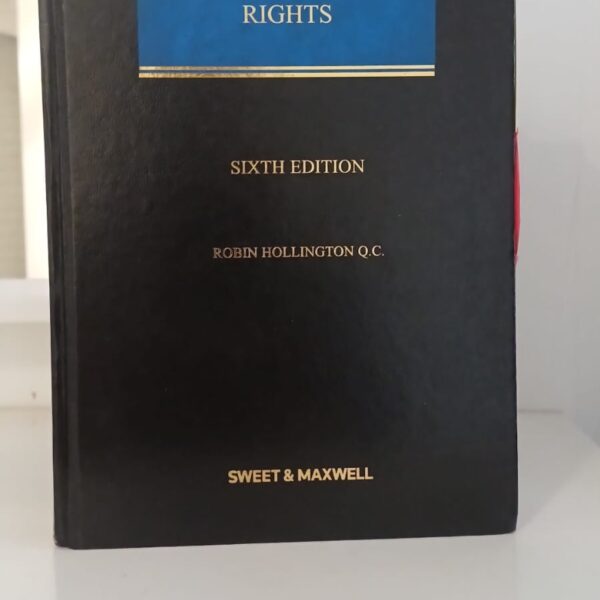 RIGHTS
SIXTH EDITION
ROBIN HOLLINGTON Q.C.
SWEET & MAXWELL